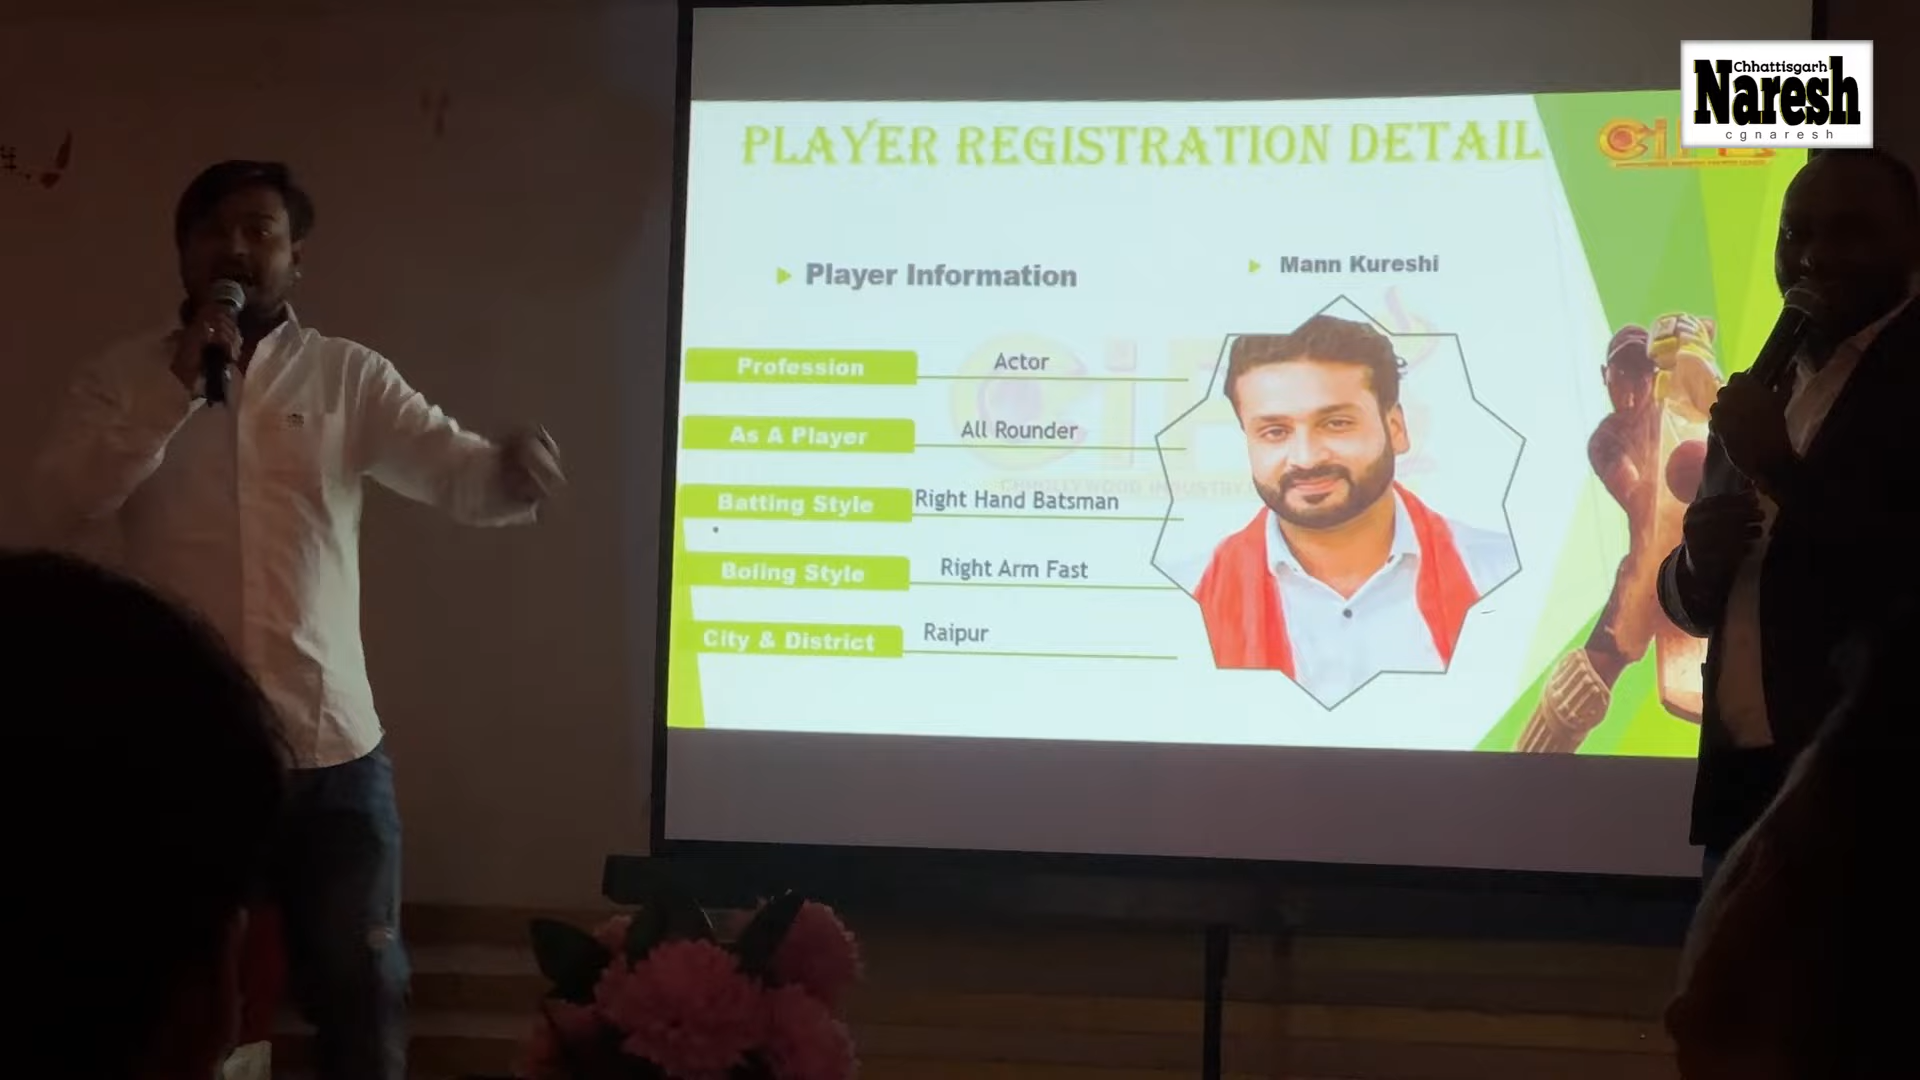 Chhattisgarh
Naresh
cgnaresh
PLAYER REGISTRATION DETAIL
Player Information
Mann Kureshi
Profession
Actor
As A Player
All Rounder
Batting Style
Right Hand Batsman
Boling Style
Right Arm Fast
City & District
Raipur